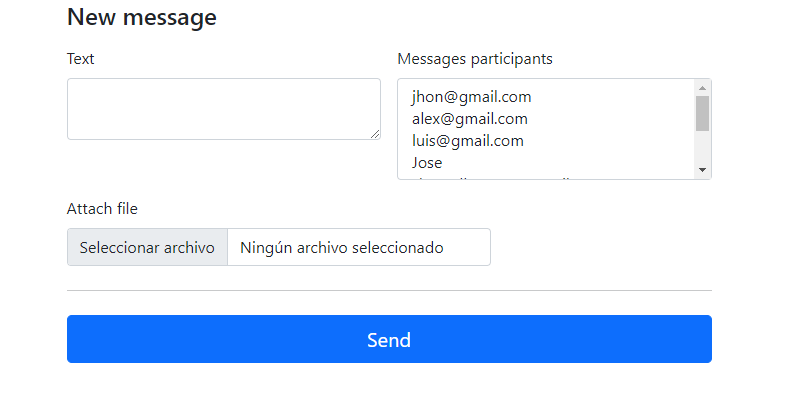 New message
Text
Messages participants
jhon@gmail.com
alex@gmail.com
luis@gmail.com
Jose
Attach file
Seleccionar archivo Ningún archivo seleccionado
Send